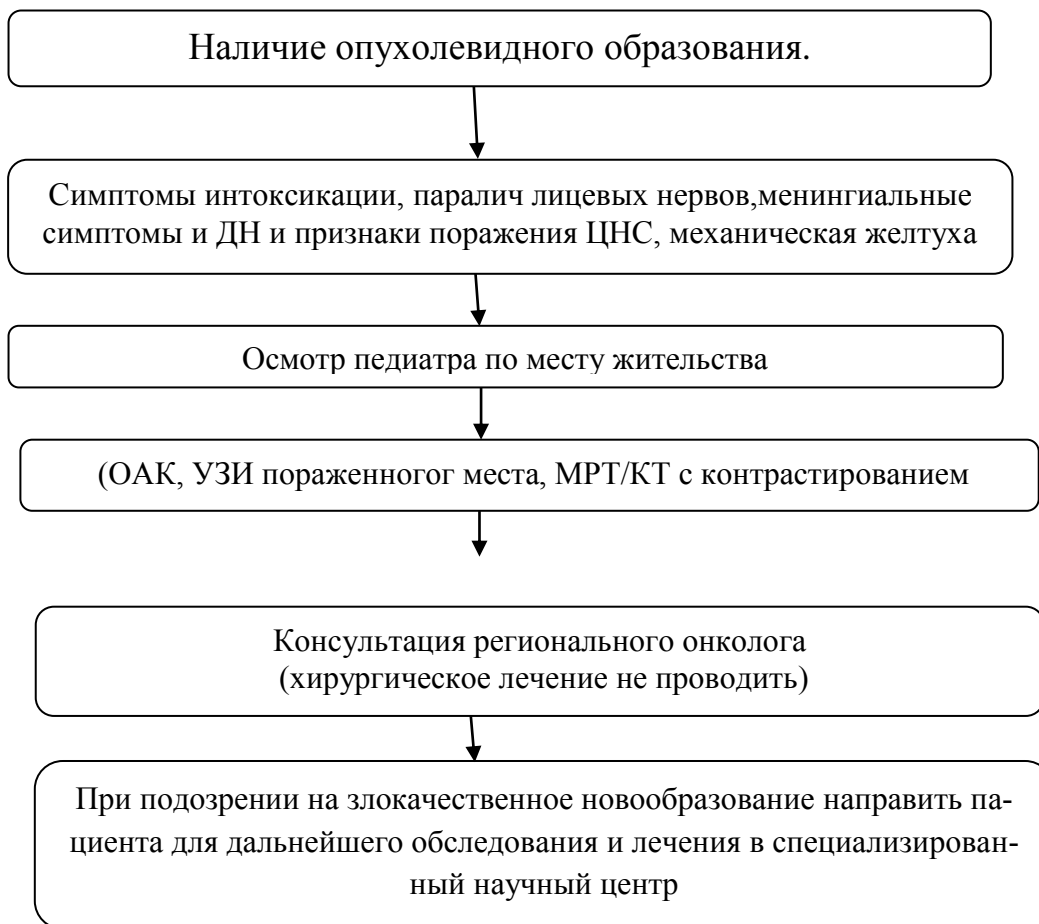 Наличие опухолевидного образования.
Симптомы интоксикации, паралич лицевых нервов,менингиальные
симптомы и ДН и признаки поражения ЦНС, механическая желтуха
Осмотр педиатра по месту жительства
(ОАК, УЗИ пораженногог места, МРТ/КТ с контрастированием
Консультация регионального онколога
(хирургическое лечение не проводить)
При подозрении на злокачественное новообразование направить па-
циента для дальнейшего обследования и лечения в специализирован-
ный научный центр